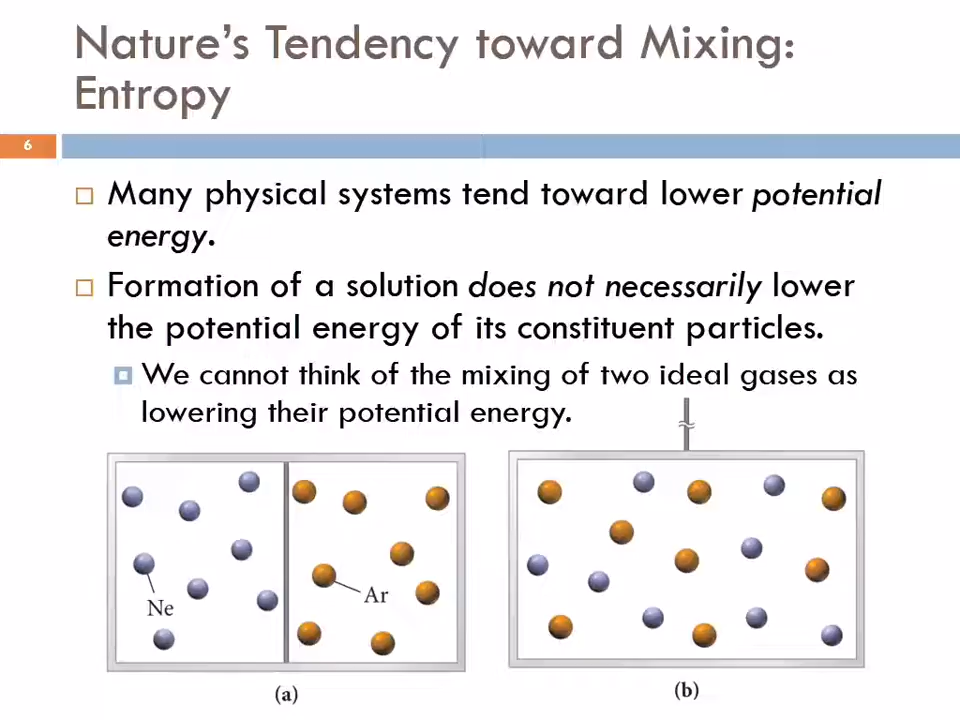 Nature's Tendency toward Mixing:
Entropy
6
Many physical systems tend toward lower potential
energy.
Formation of a solution does not necessarily lower
the potential energy of its constituent particles.
We cannot think of the mixing of two ideal gases as
lowering their potential energy.
Ne
Ar
(a)
(b)